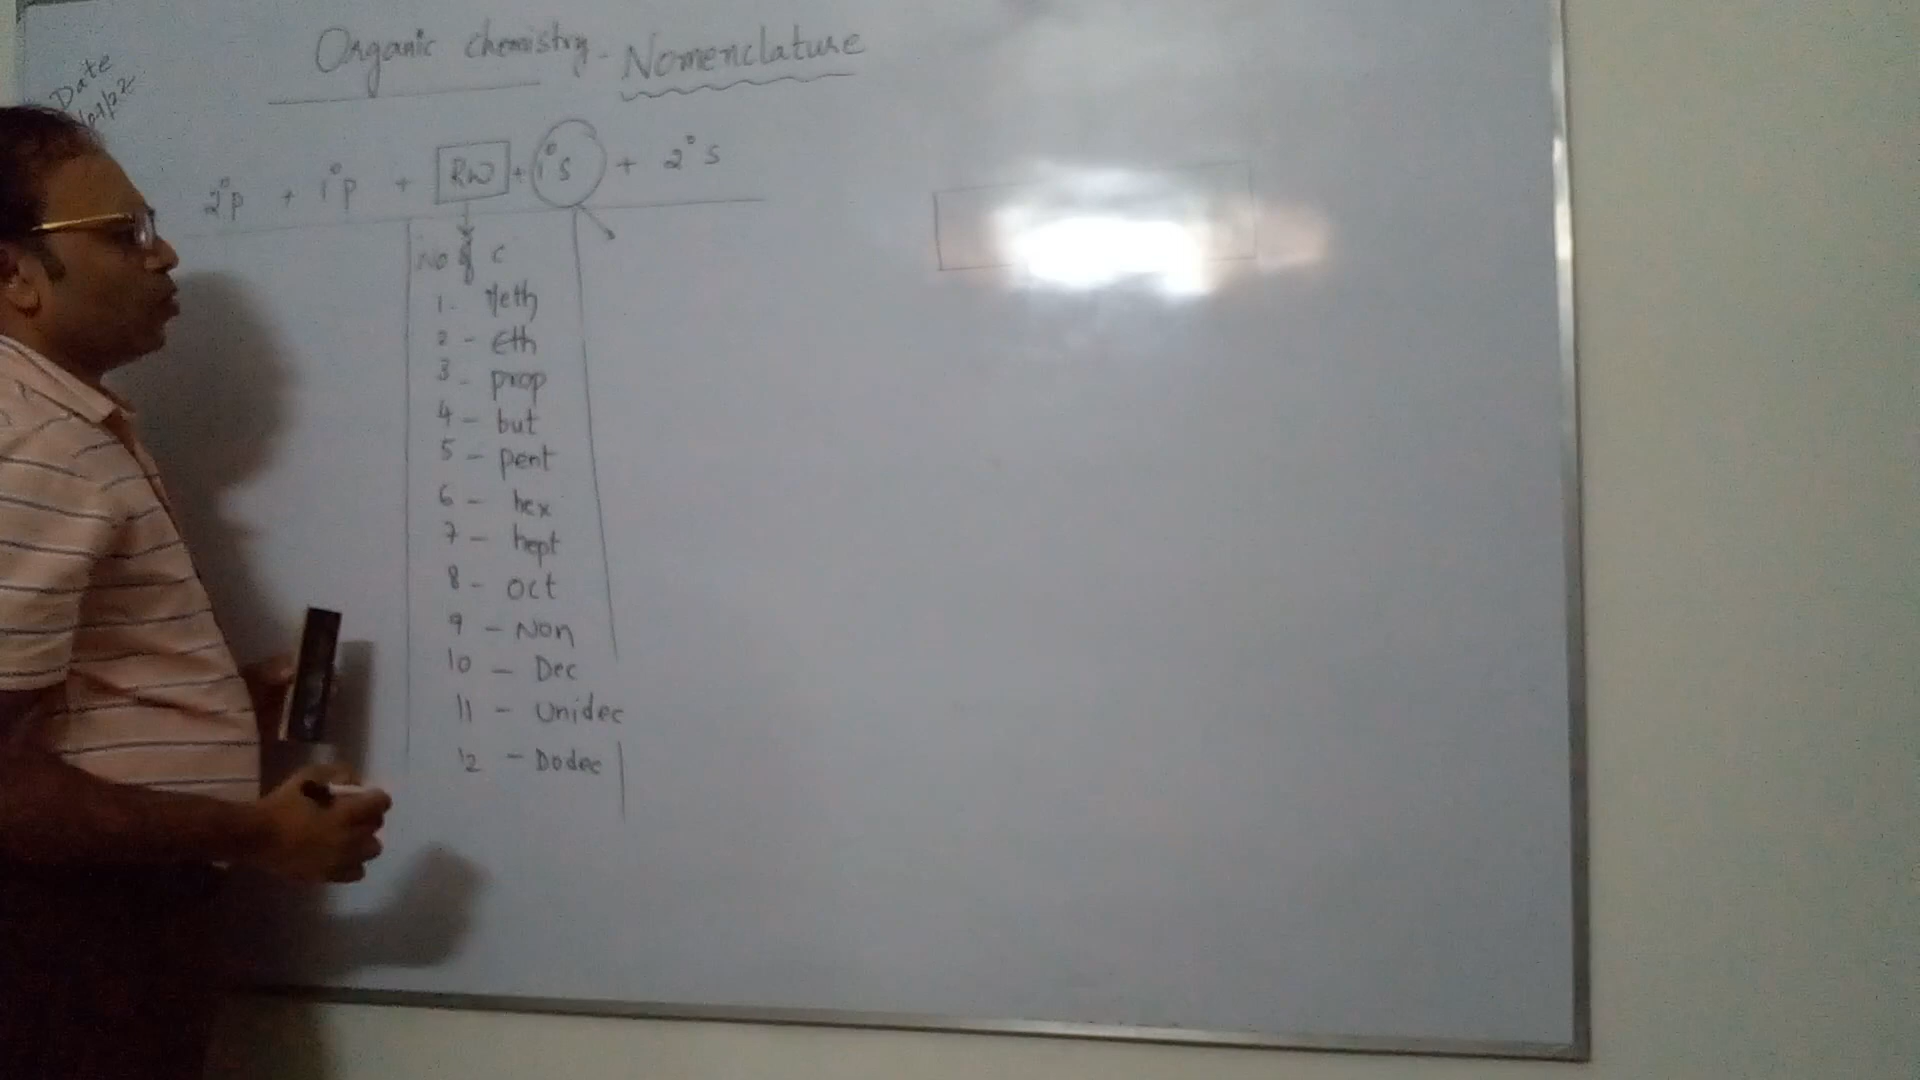 Organic chemistry - Nomenclature
Date
2°p + 1°p + RW + 1°s + 2°s
No of C
1 - Meth
2 - Eth
3 - prop
4 - but
5 - pent
6 - hex
7 - hept
8 - oct
9 - Non
10 - Dec
11 - Unidec
12 - Dodec